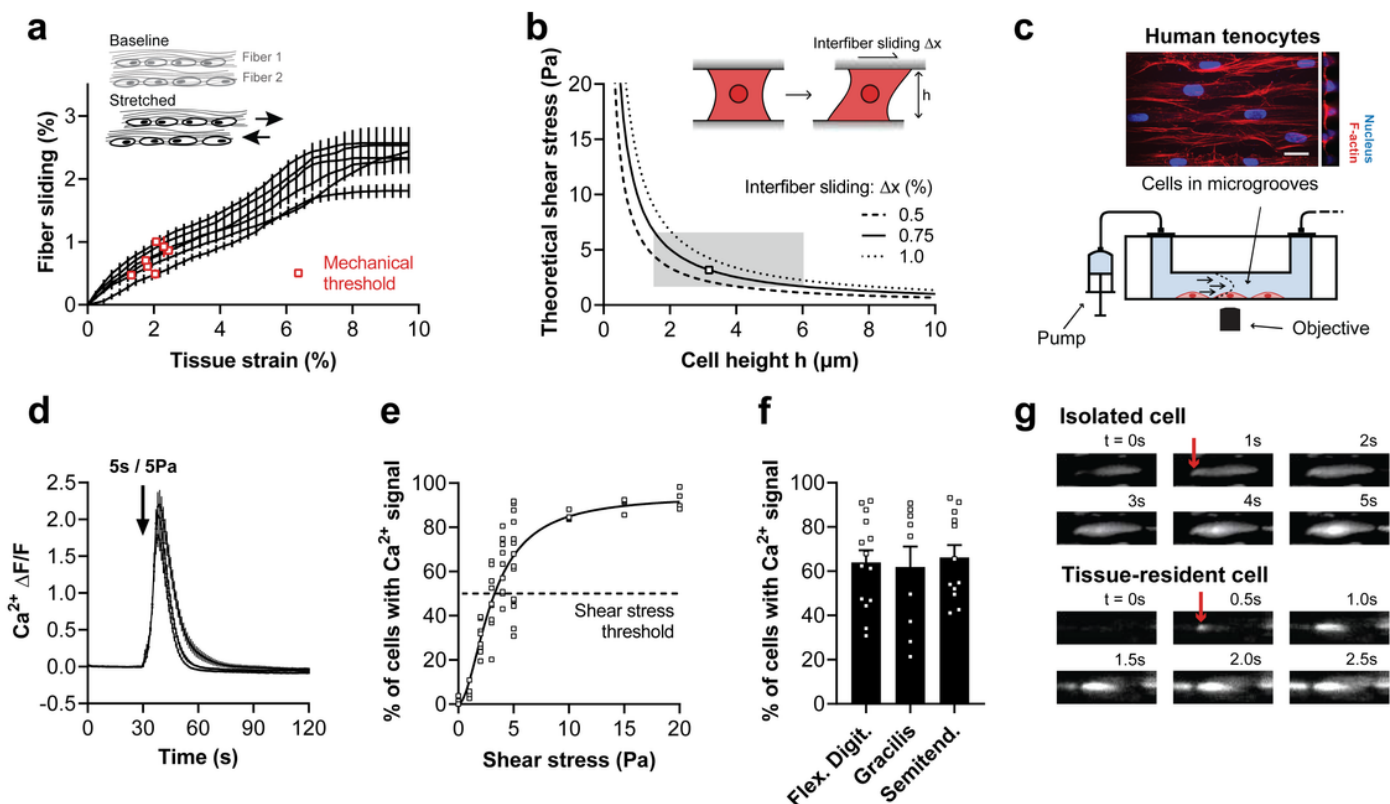 a
Baseline
Fiber 1
Fiber 2
Stretched
Fiber sliding (%)
3
2
1
0
Mechanical
threshold
0 2 4 6 8 10
Tissue strain (%)
b
Theoretical shear stress (Pa)
20
15
10
5
0
Interfiber sliding Δx
h
Interfiber sliding: Δx (%)
0.5
0.75
1.0
0 2 4 6 8 10
Cell height h (µm)
c
Human tenocytes
Nucleus
F-actin
Cells in microgrooves
Pump
Objective
d
5s / 5Pa
Ca²⁺ ΔF/F
2.5
2.0
1.5
1.0
0.5
0.0
-0.5
0 30 60 90 120
Time (s)
e
% of cells with Ca²⁺ signal
100
80
60
40
20
0
Shear stress
threshold
0 5 10 15 20
Shear stress (Pa)
f
% of cells with Ca²⁺ signal
100
80
60
40
20
0
Flex. Digit.
Gracilis
Semitend.
g
Isolated cell
t = 0s 1s 2s
3s 4s 5s
Tissue-resident cell
t = 0s 0.5s 1.0s
1.5s 2.0s 2.5s